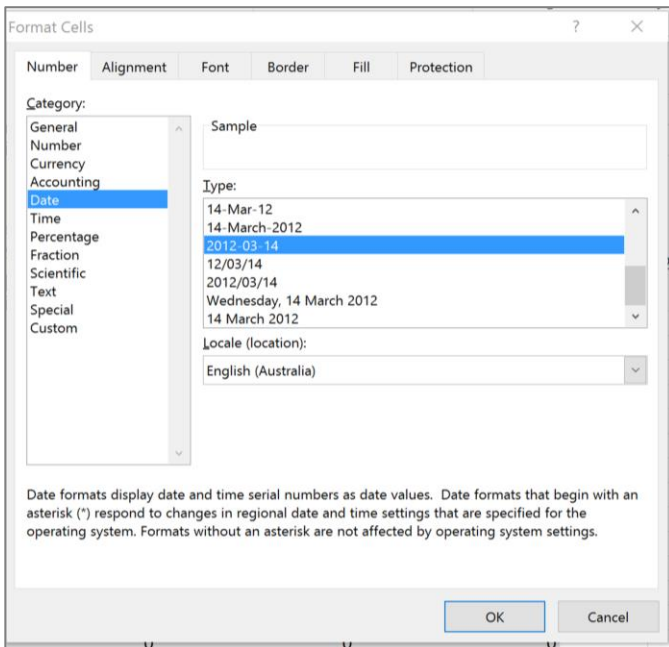 Format Cells
?
Number Alignment Font Border Fill Protection
Category:
General
Number
Currency
Accounting
Date
Time
Percentage
Fraction
Scientific
Text
Special
Custom
Sample
Type:
14-Mar-12
14-March-2012
2012-03-14
12/03/14
2012/03/14
Wednesday, 14 March 2012
14 March 2012
Locale (location):
English (Australia)
Date formats display date and time serial numbers as date values. Date formats that begin with an
asterisk (*) respond to changes in regional date and time settings that are specified for the
operating system. Formats without an asterisk are not affected by operating system settings.
OK Cancel